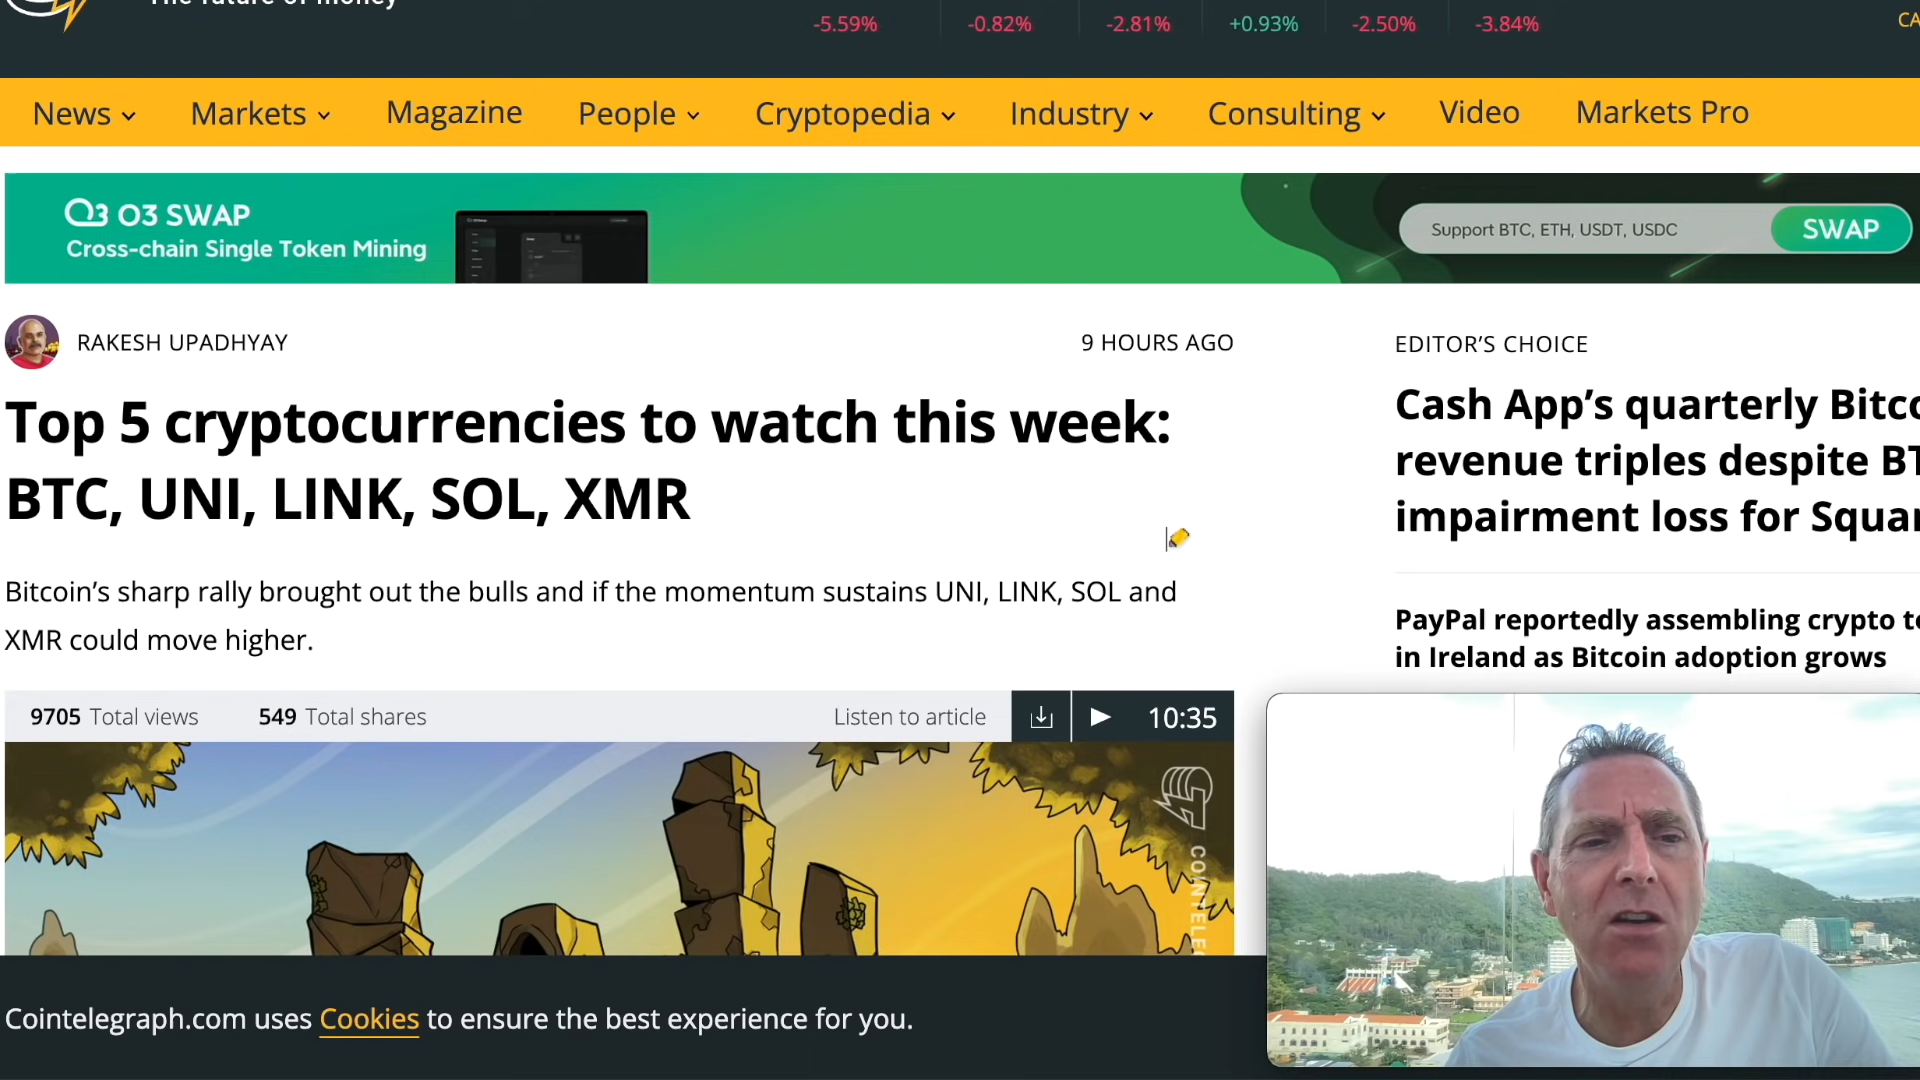 The future of money
-5.59% -0.82% -2.81% +0.93% -2.50% -3.84%
News Markets Magazine People Cryptopedia Industry Consulting Video Markets Pro
O3 SWAP
Cross-chain Single Token Mining
Support BTC, ETH, USDT, USDC SWAP
RAKESH UPADHYAY 9 HOURS AGO
Top 5 cryptocurrencies to watch this week:
BTC, UNI, LINK, SOL, XMR
Bitcoin's sharp rally brought out the bulls and if the momentum sustains UNI, LINK, SOL and
XMR could move higher.
9705 Total views 549 Total shares Listen to article 10:35
EDITOR'S CHOICE
Cash App's quarterly Bitco
revenue triples despite BT
impairment loss for Squar
PayPal reportedly assembling crypto te
in Ireland as Bitcoin adoption grows
COINTELE
Cointelegraph.com uses Cookies to ensure the best experience for you.